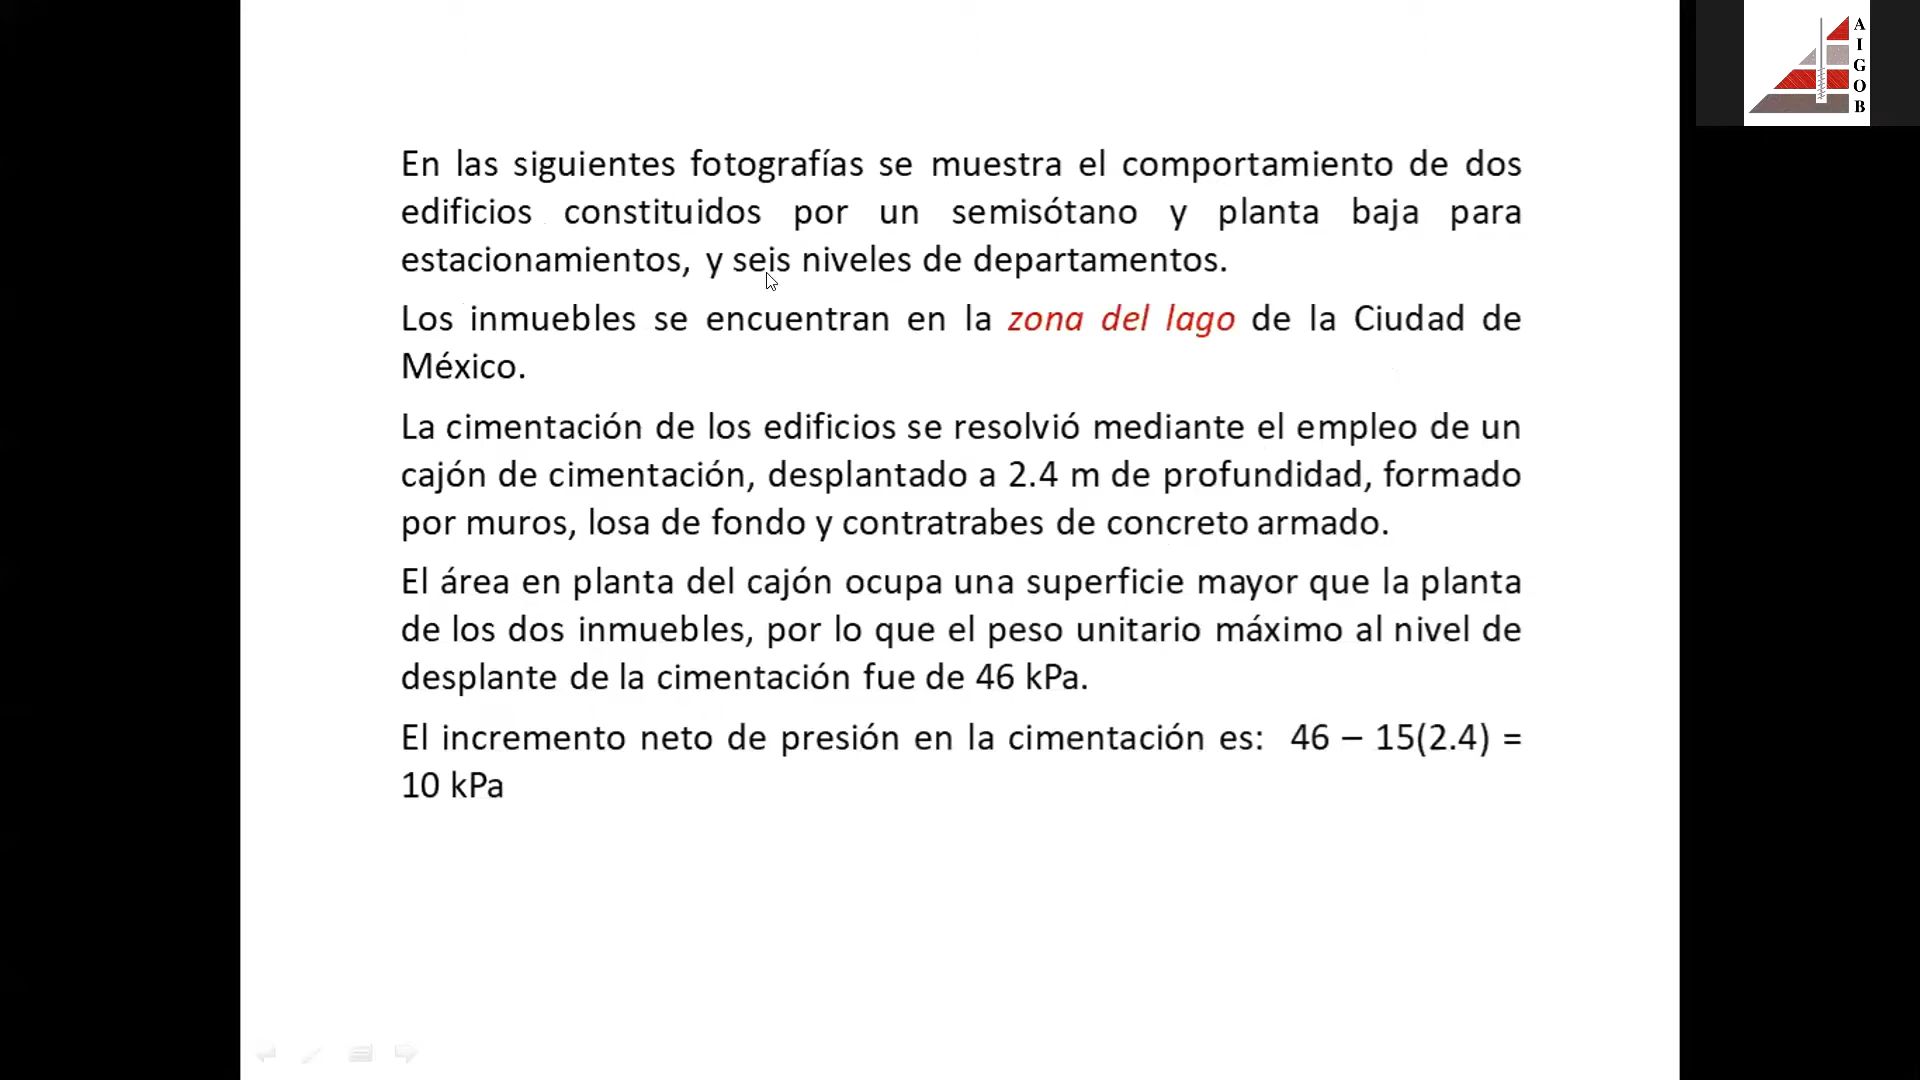 En las siguientes fotografías se muestra el comportamiento de dos
edificios constituidos por un semisótano y planta baja para
estacionamientos, y seis niveles de departamentos.
Los inmuebles se encuentran en la zona del lago de la Ciudad de
México.
La cimentación de los edificios se resolvió mediante el empleo de un
cajón de cimentación, desplantado a 2.4 m de profundidad, formado
por muros, losa de fondo y contratrabes de concreto armado.
El área en planta del cajón ocupa una superficie mayor que la planta
de los dos inmuebles, por lo que el peso unitario máximo al nivel de
desplante de la cimentación fue de 46 kPa.
El incremento neto de presión en la cimentación es: 46 – 15(2.4) =
10 kPa
A
I
G
O
B